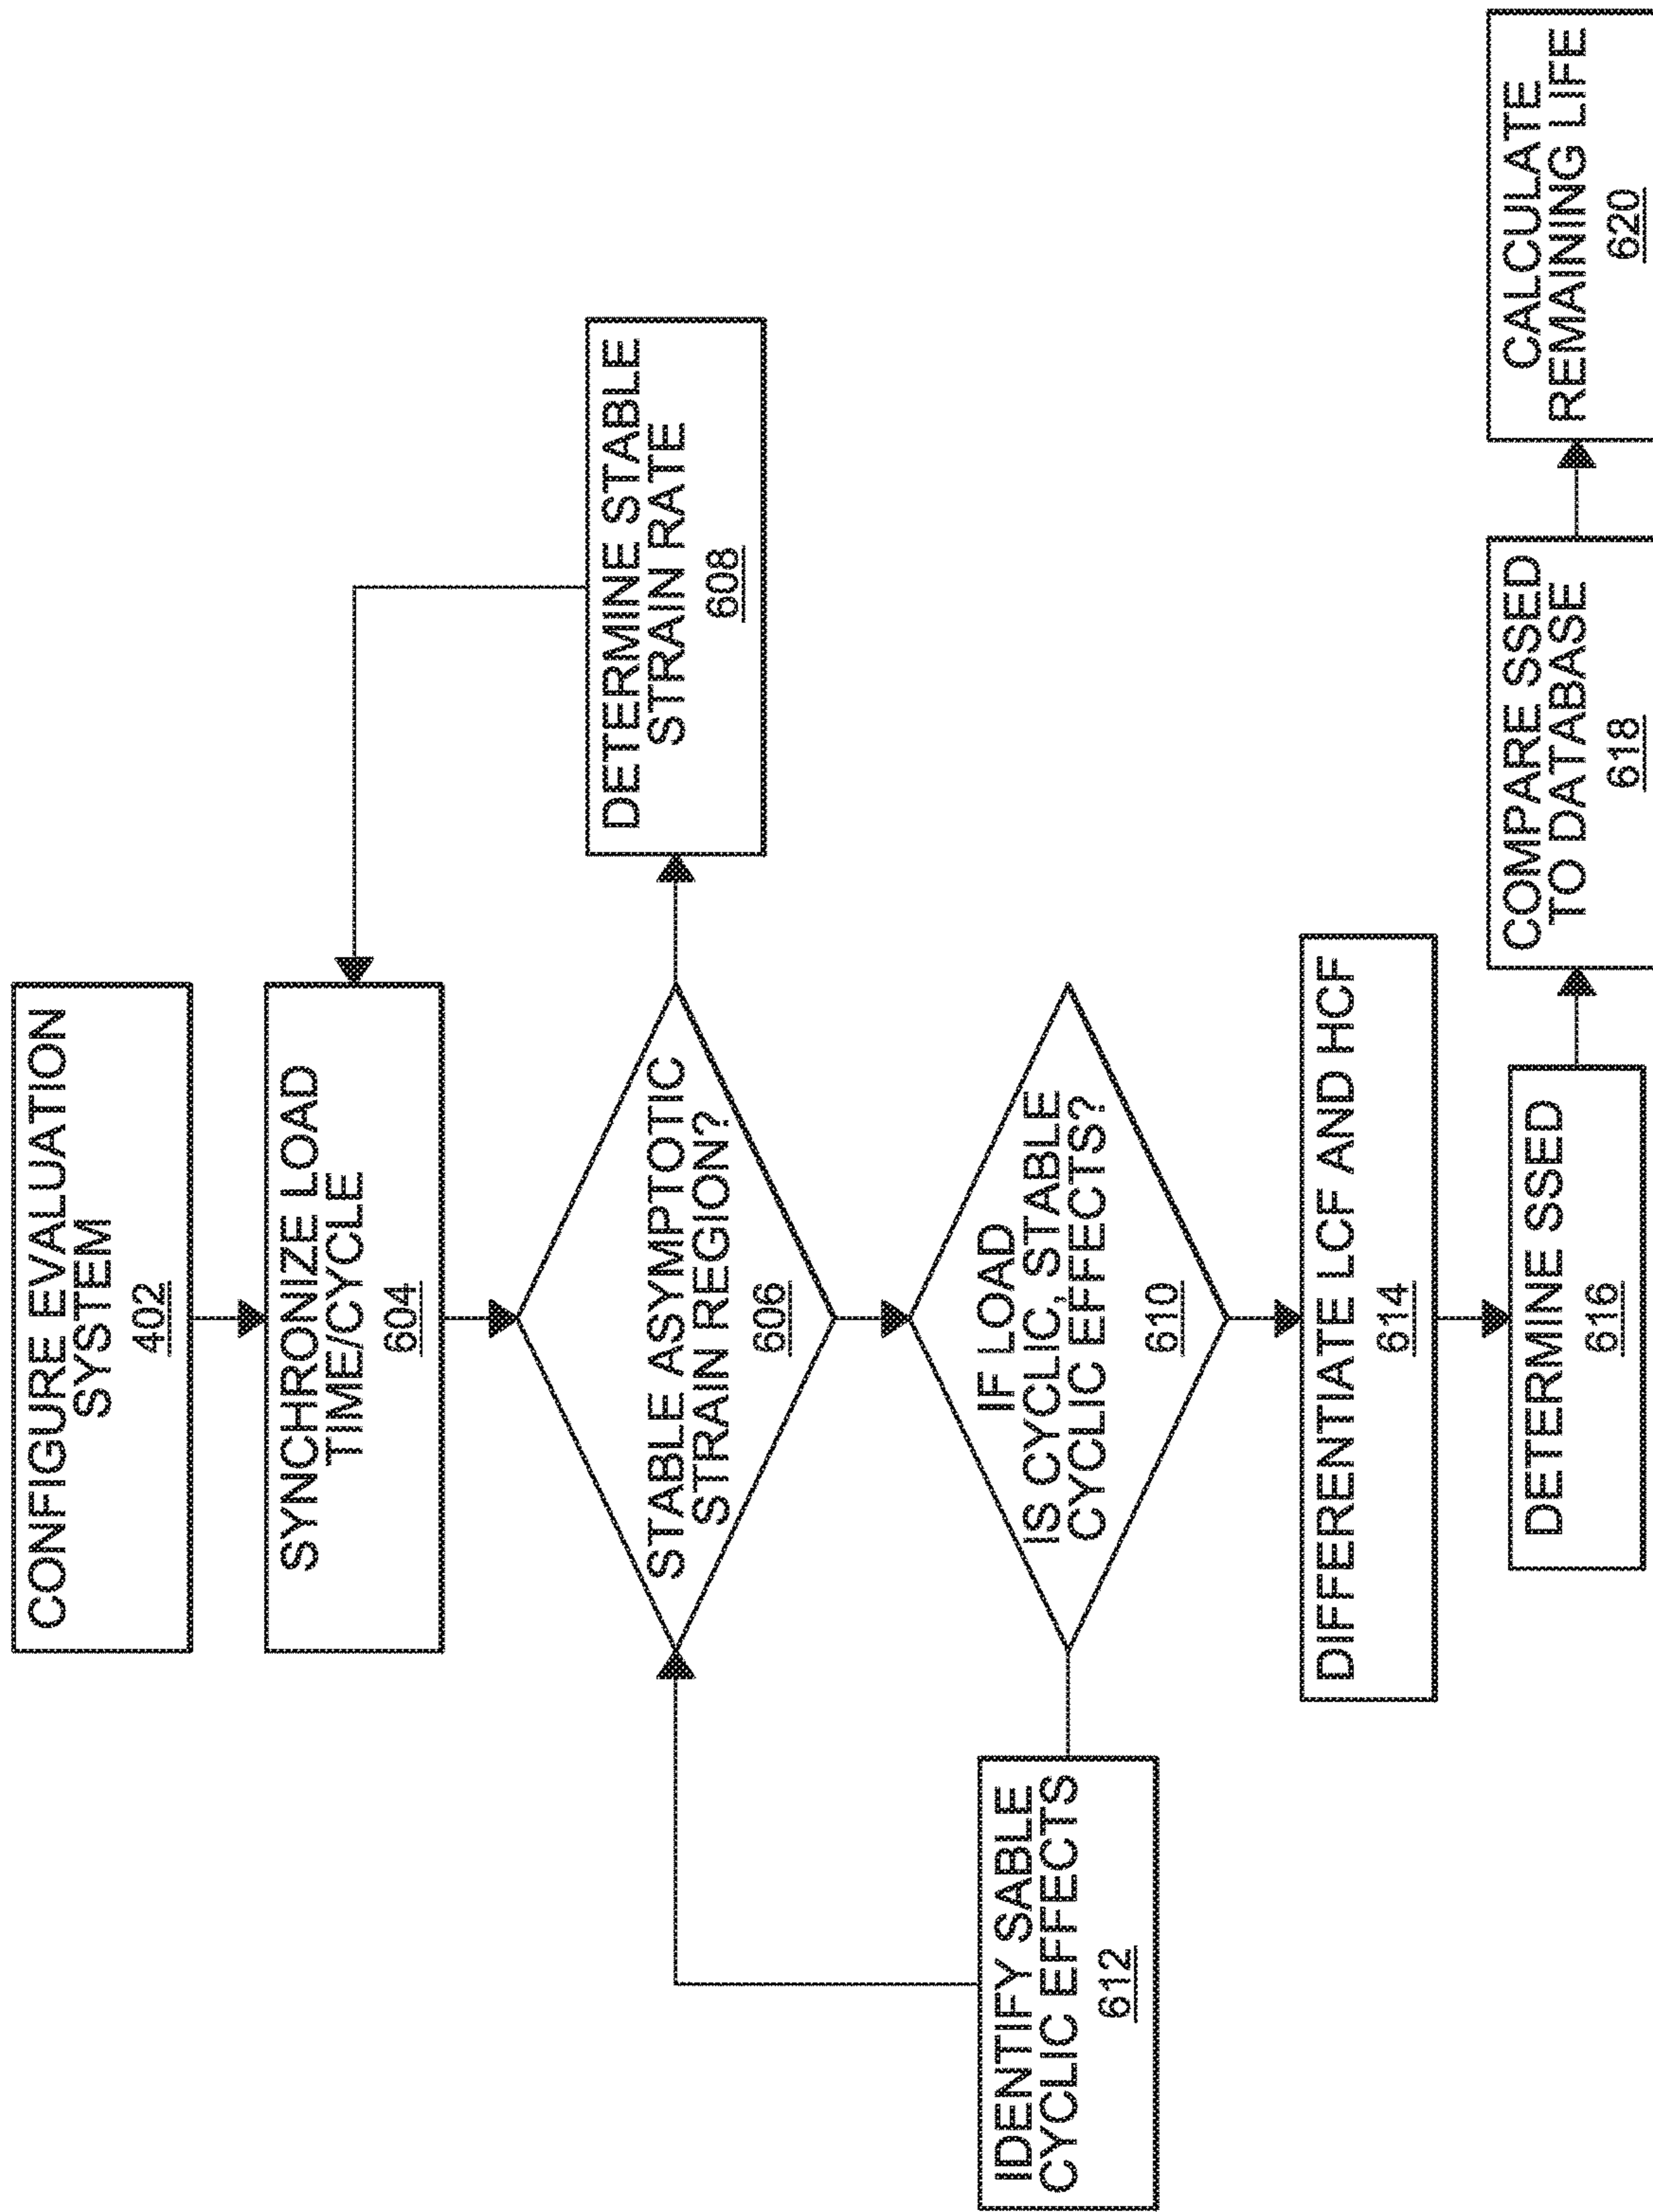 CONFIGURE EVALUATION
SYSTEM
402
SYNCHRONIZE LOAD
TIME/CYCLE
604
STABLE ASYMPTOTIC
STRAIN REGION?
606
DETERMINE STABLE
STRAIN RATE
608
IF LOAD
IS CYCLIC, STABLE
CYCLIC EFFECTS?
610
IDENTIFY SABLE
CYCLIC EFFECTS
612
DIFFERENTIATE LCF AND HCF
614
DETERMINE SSED
616
COMPARE SSED
TO DATABASE
618
CALCULATE
REMAINING LIFE
620